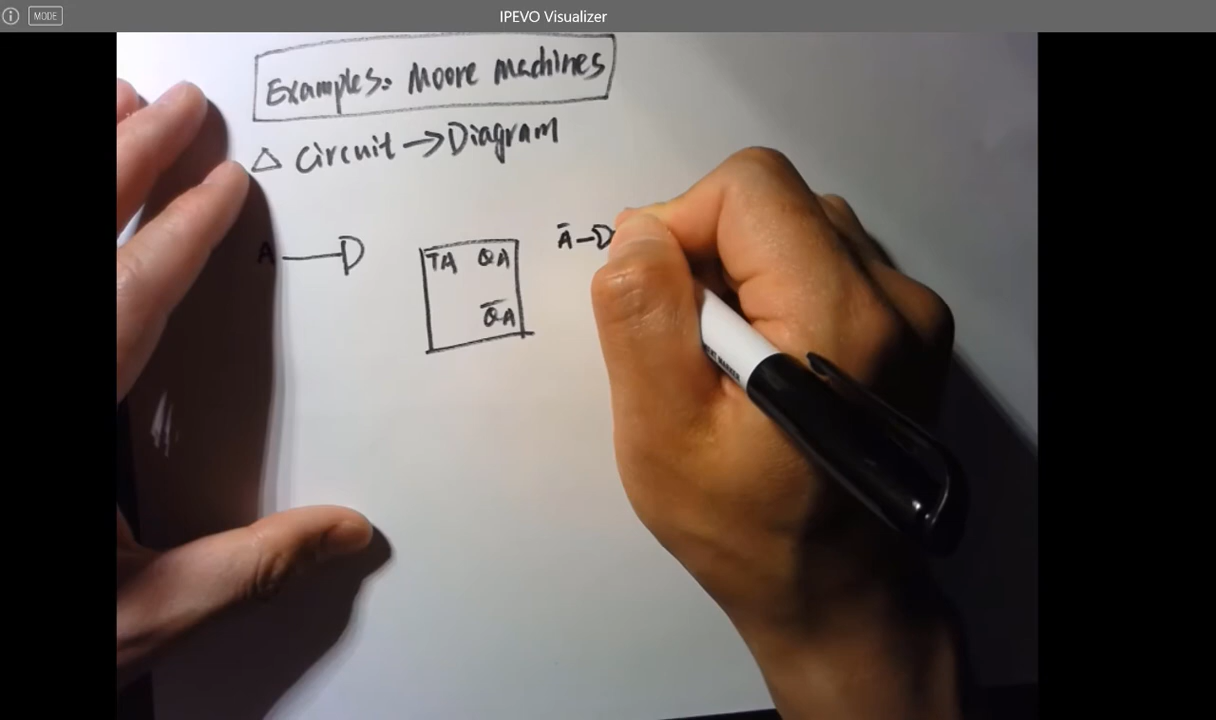 MODE
IPEVO Visualizer
Examples: Moore Machines
△ Circuit → Diagram
A
TA QA
Q̅A
A̅